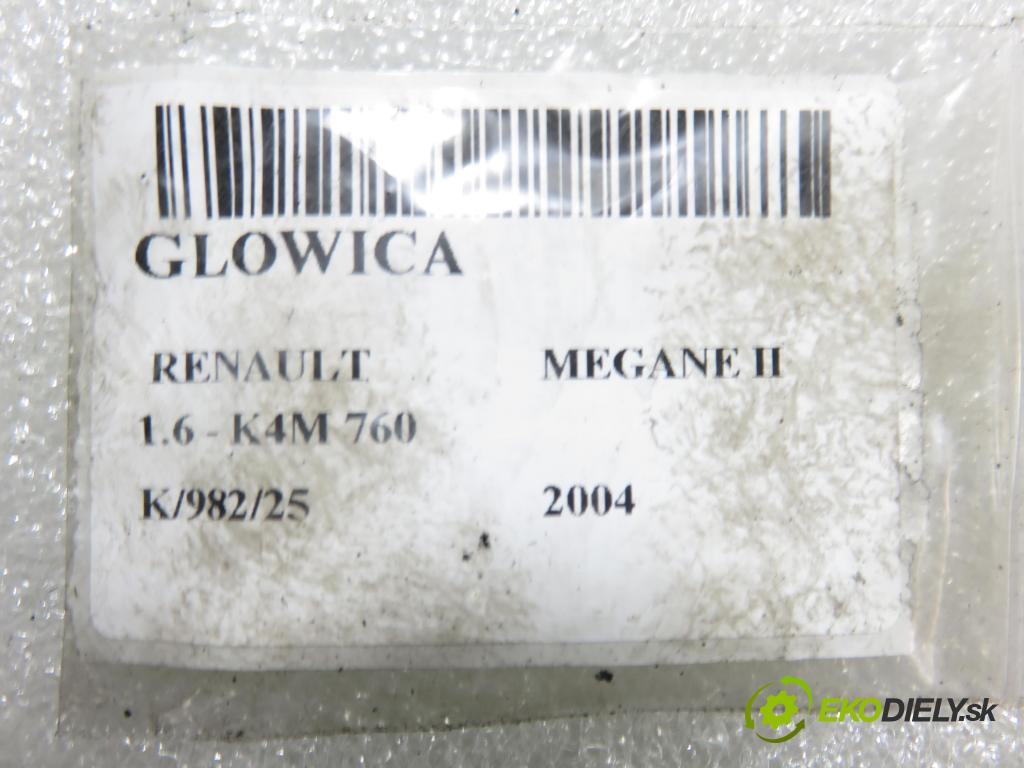 GLOWICA
RENAULT MEGANE II
1.6 - K4M 760
K/982/25 2004
EKODIELY.sk